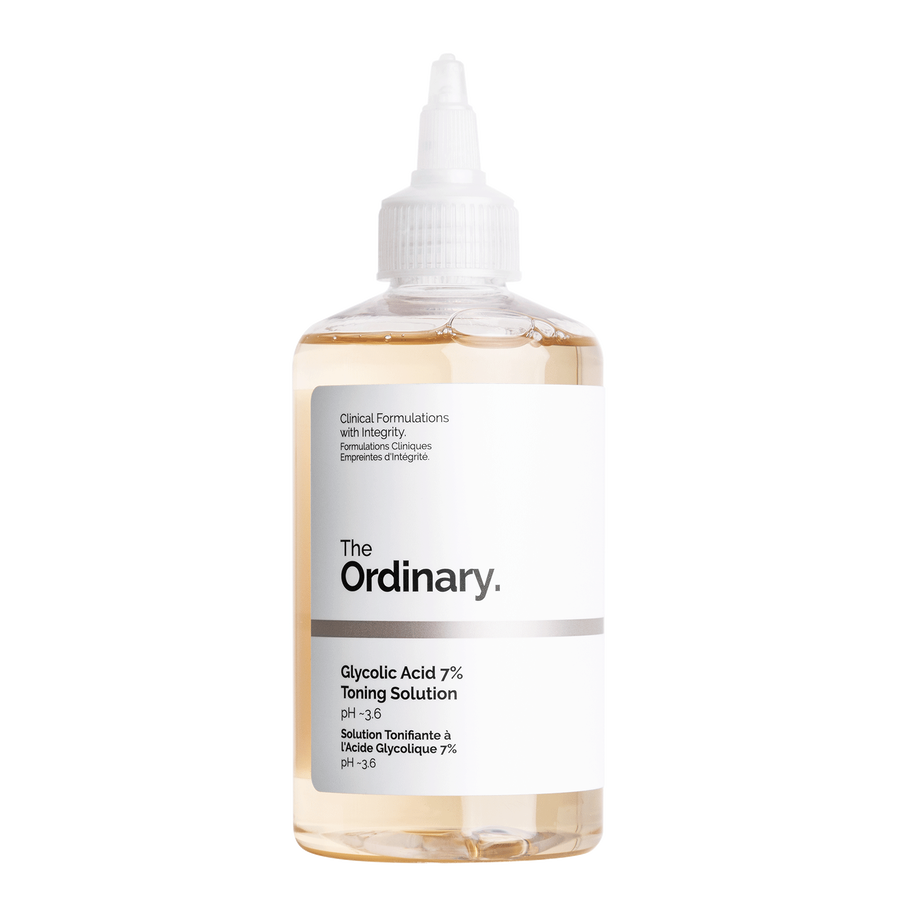 Clinical Formulations
with Integrity.
Formulations Cliniques
Empreintes d'Intégrité.
The
Ordinary.
Glycolic Acid 7%
Toning Solution
pH ~3.6
Solution Tonifiante à
l'Acide Glycolique 7%
pH ~3.6